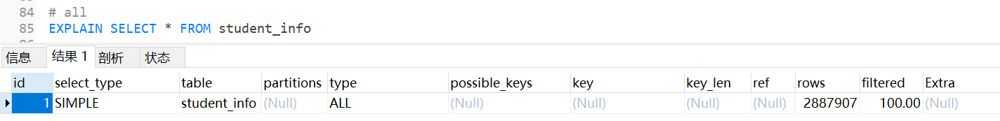 84 # all
85 EXPLAIN SELECT * FROM student_info
信息 结果 1 剖析 状态
id select_type table partitions type possible_keys key key_len ref rows filtered Extra
1 SIMPLE student_info (Null) ALL (Null) (Null) (Null) (Null) 2887907 100.00 (Null)